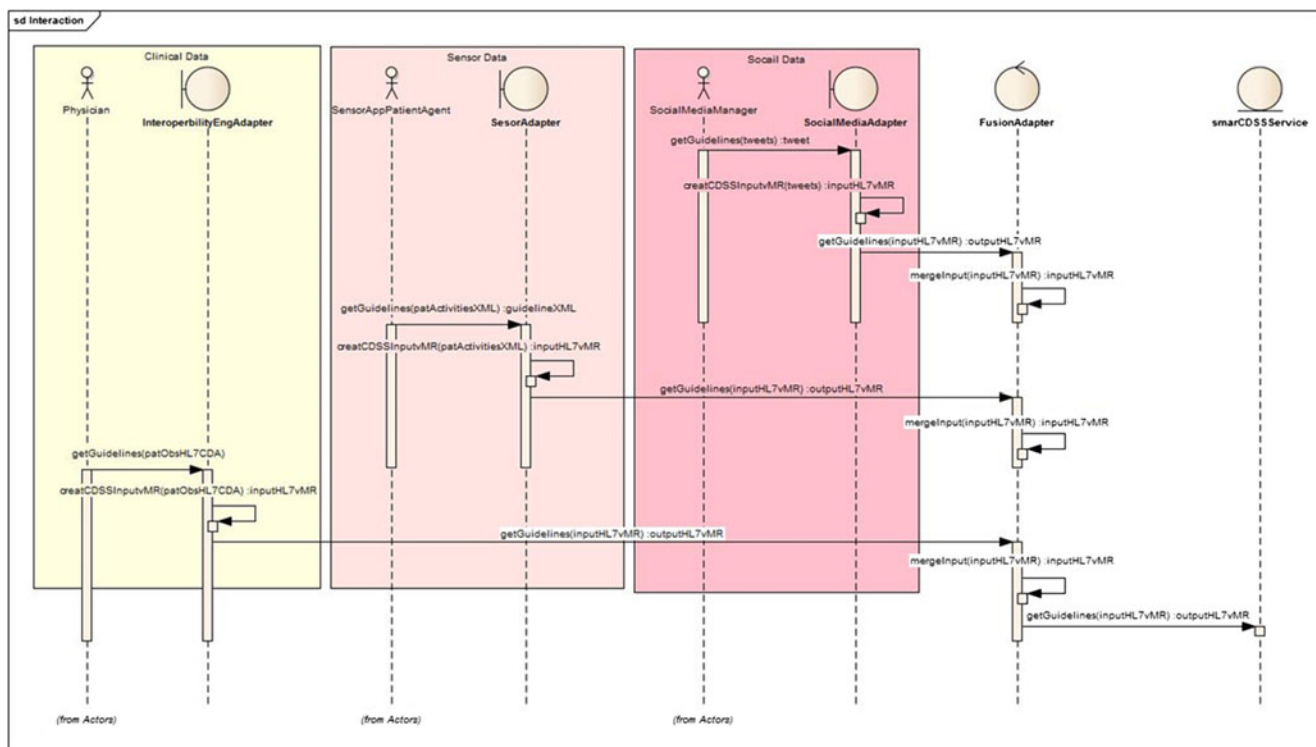 sd Interaction
Clinical Data
Sensor Data
Socail Data
Physician
InteroperbilityEngAdapter
SensorAppPatientAgent
SesorAdapter
SocialMediaManager
SocialMediaAdapter
FusionAdapter
smarCDSSService
getGuidelines(tweets) :tweet
creatCDSSInputvMR(tweets) :inputHL7vMR
getGuidelines(inputHL7vMR) :outputHL7vMR
mergeInput(inputHL7vMR) :inputHL7vMR
getGuidelines(patActivitiesXML) :guidelineXML
creatCDSSInputvMR(patActivitiesXML) :inputHL7vMR
getGuidelines(inputHL7vMR) :outputHL7vMR
mergeInput(inputHL7vMR) :inputHL7vMR
getGuidelines(patObsHL7CDA)
creatCDSSInputvMR(patObsHL7CDA) :inputHL7vMR
getGuidelines(inputHL7vMR) :outputHL7vMR
mergeInput(inputHL7vMR) :inputHL7vMR
getGuidelines(inputHL7vMR) :outputHL7vMR
(from Actors)
(from Actors)
(from Actors)